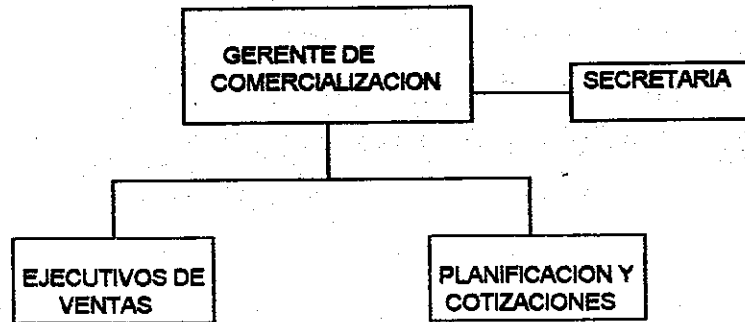 GERENTE DE
COMERCIALIZACION
SECRETARIA
EJECUTIVOS DE
VENTAS
PLANIFICACION Y
COTIZACIONES